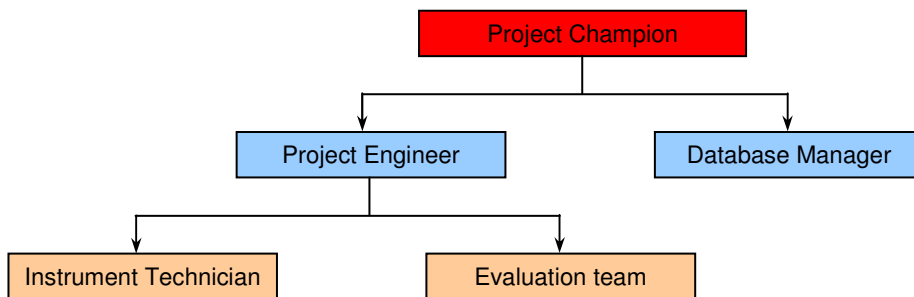 Project Champion
Project Engineer
Database Manager
Instrument Technician
Evaluation team